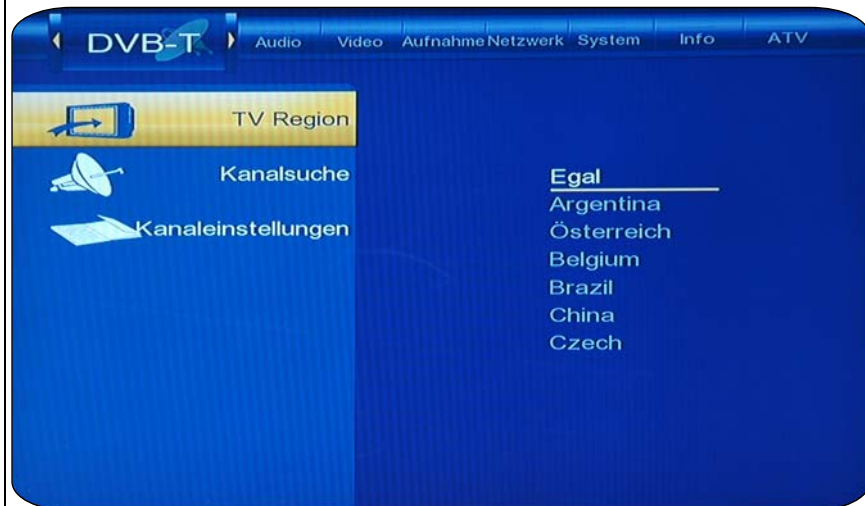 DVB-T Audio Video Aufnahme Netzwerk System Info ATV
TV Region
Kanalsuche
Kanaleinstellungen
Egal
Argentina
Österreich
Belgium
Brazil
China
Czech